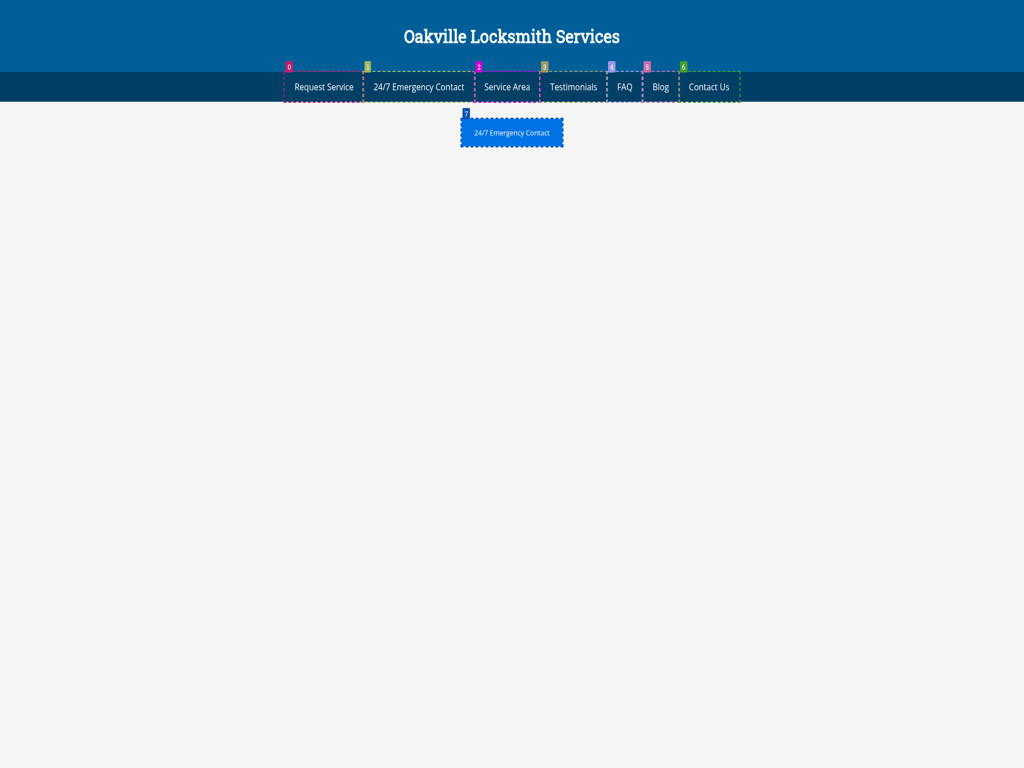 Oakville Locksmith Services
0 1 2 3 4 5 6
Request Service 24/7 Emergency Contact Service Area Testimonials FAQ Blog Contact Us
7
24/7 Emergency Contact